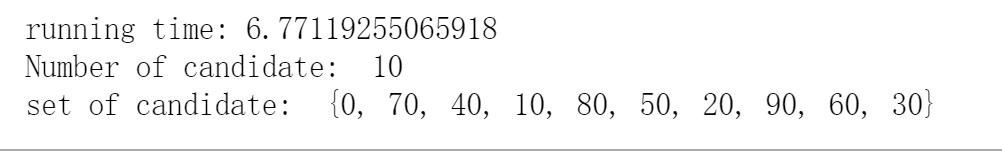 running time: 6.77119255065918
Number of candidate:  10
set of candidate:  {0, 70, 40, 10, 80, 50, 20, 90, 60, 30}